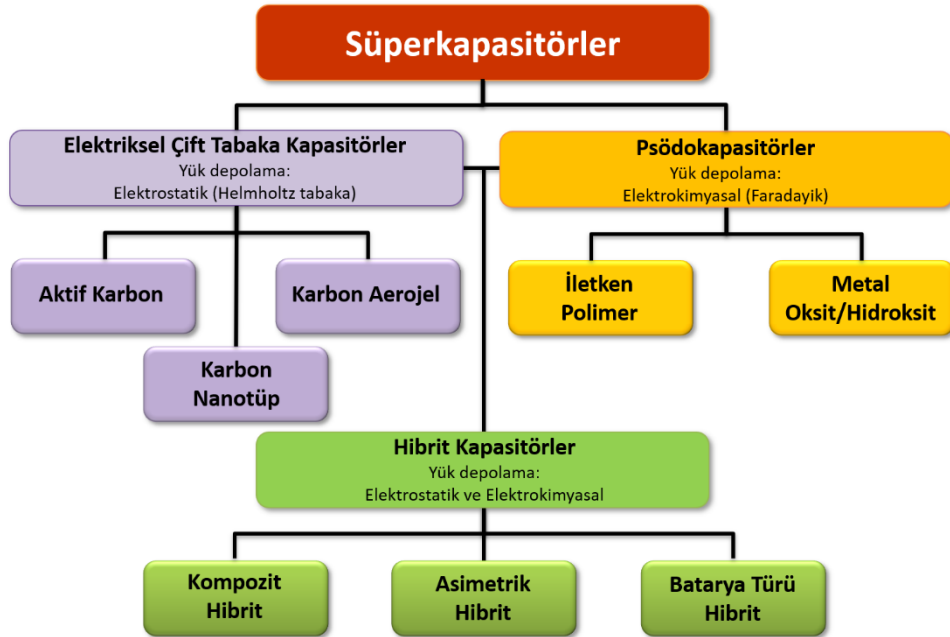 Süperkapasitörler
Elektriksel Çift Tabaka Kapasitörler
Yük depolama:
Elektrostatik (Helmholtz tabaka)
Psödokapasitörler
Yük depolama:
Elektrokimyasal (Faradayik)
Aktif Karbon
Karbon Aerojel
Karbon
Nanotüp
İletken
Polimer
Metal
Oksit/Hidroksit
Hibrit Kapasitörler
Yük depolama:
Elektrostatik ve Elektrokimyasal
Kompozit
Hibrit
Asimetrik
Hibrit
Batarya Türü
Hibrit